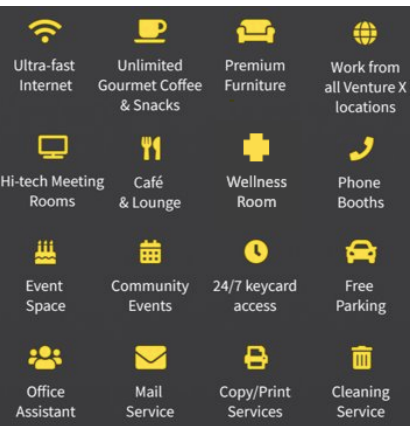 Ultra-fast
Internet
Unlimited
Gourmet Coffee
& Snacks
Premium
Furniture
Work from
all Venture X
locations
Hi-tech Meeting
Rooms
Café
& Lounge
Wellness
Room
Phone
Booths
Event
Space
Community
Events
24/7 keycard
access
Free
Parking
Office
Assistant
Mail
Service
Copy/Print
Services
Cleaning
Service